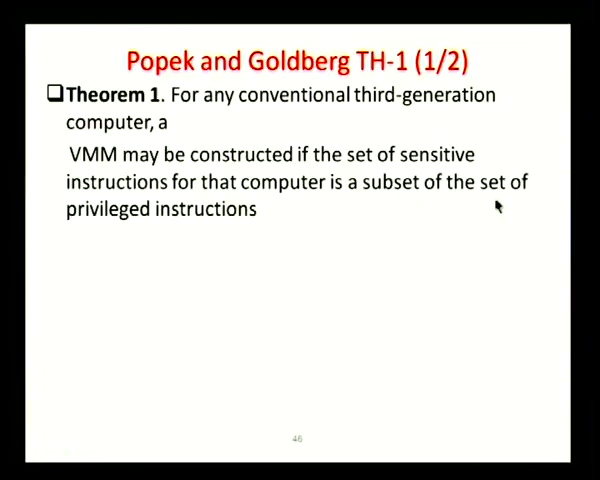 Popek and Goldberg TH-1 (1/2)
Theorem 1. For any conventional third-generation
computer, a
VMM may be constructed if the set of sensitive
instructions for that computer is a subset of the set of
privileged instructions
46